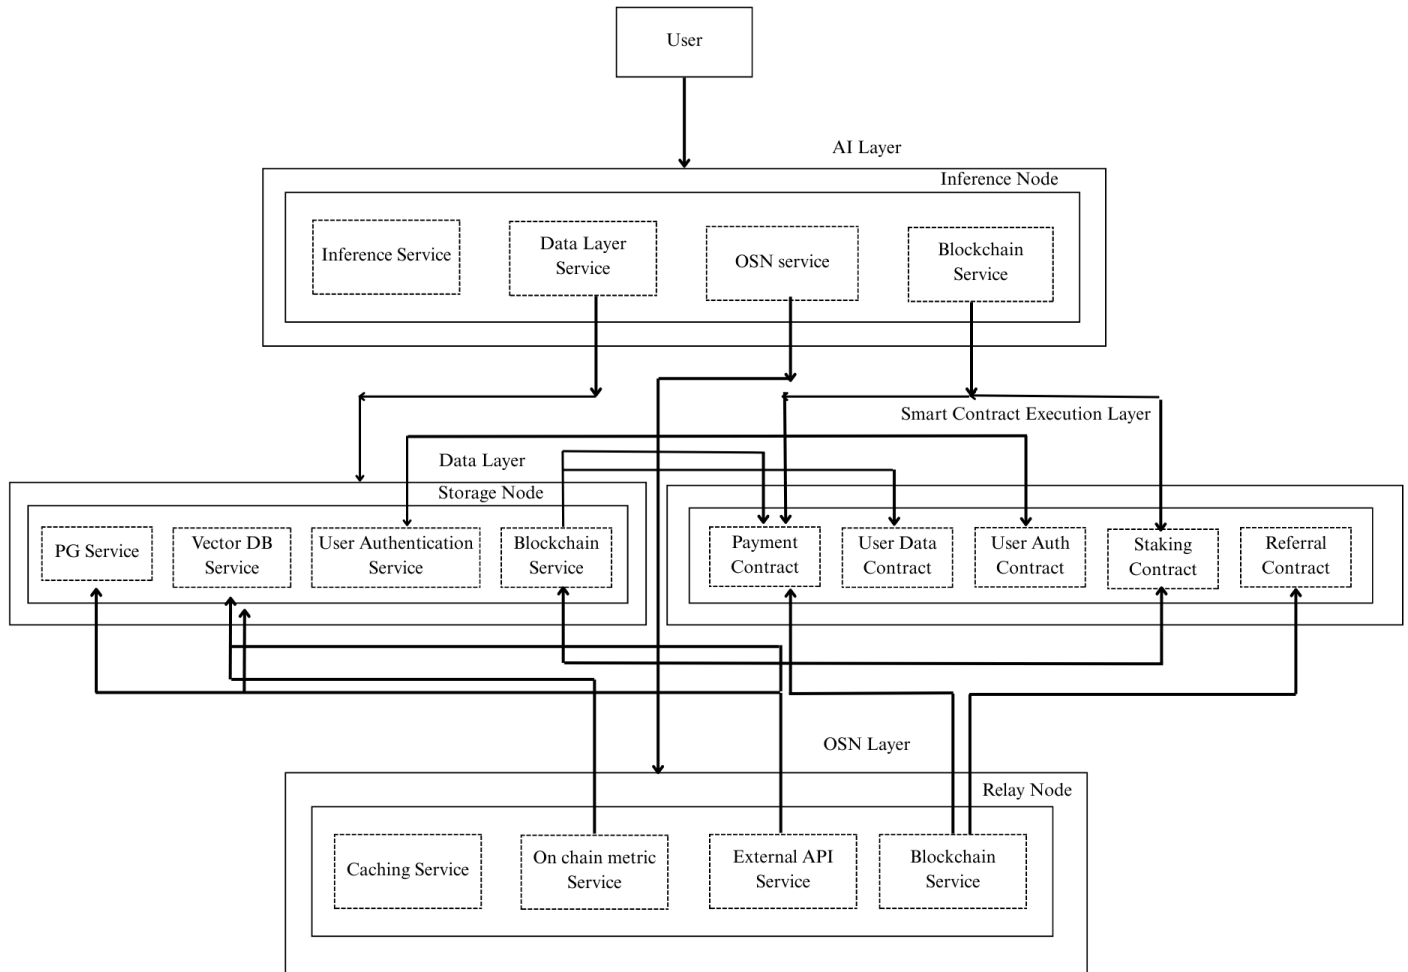 User
AI Layer
Inference Node
Inference Service
Data Layer
Service
OSN service
Blockchain
Service
Smart Contract Execution Layer
Data Layer
Storage Node
PG Service
Vector DB
Service
User Authentication
Service
Blockchain
Service
Payment
Contract
User Data
Contract
User Auth
Contract
Staking
Contract
Referral
Contract
OSN Layer
Relay Node
Caching Service
On chain metric
Service
External API
Service
Blockchain
Service